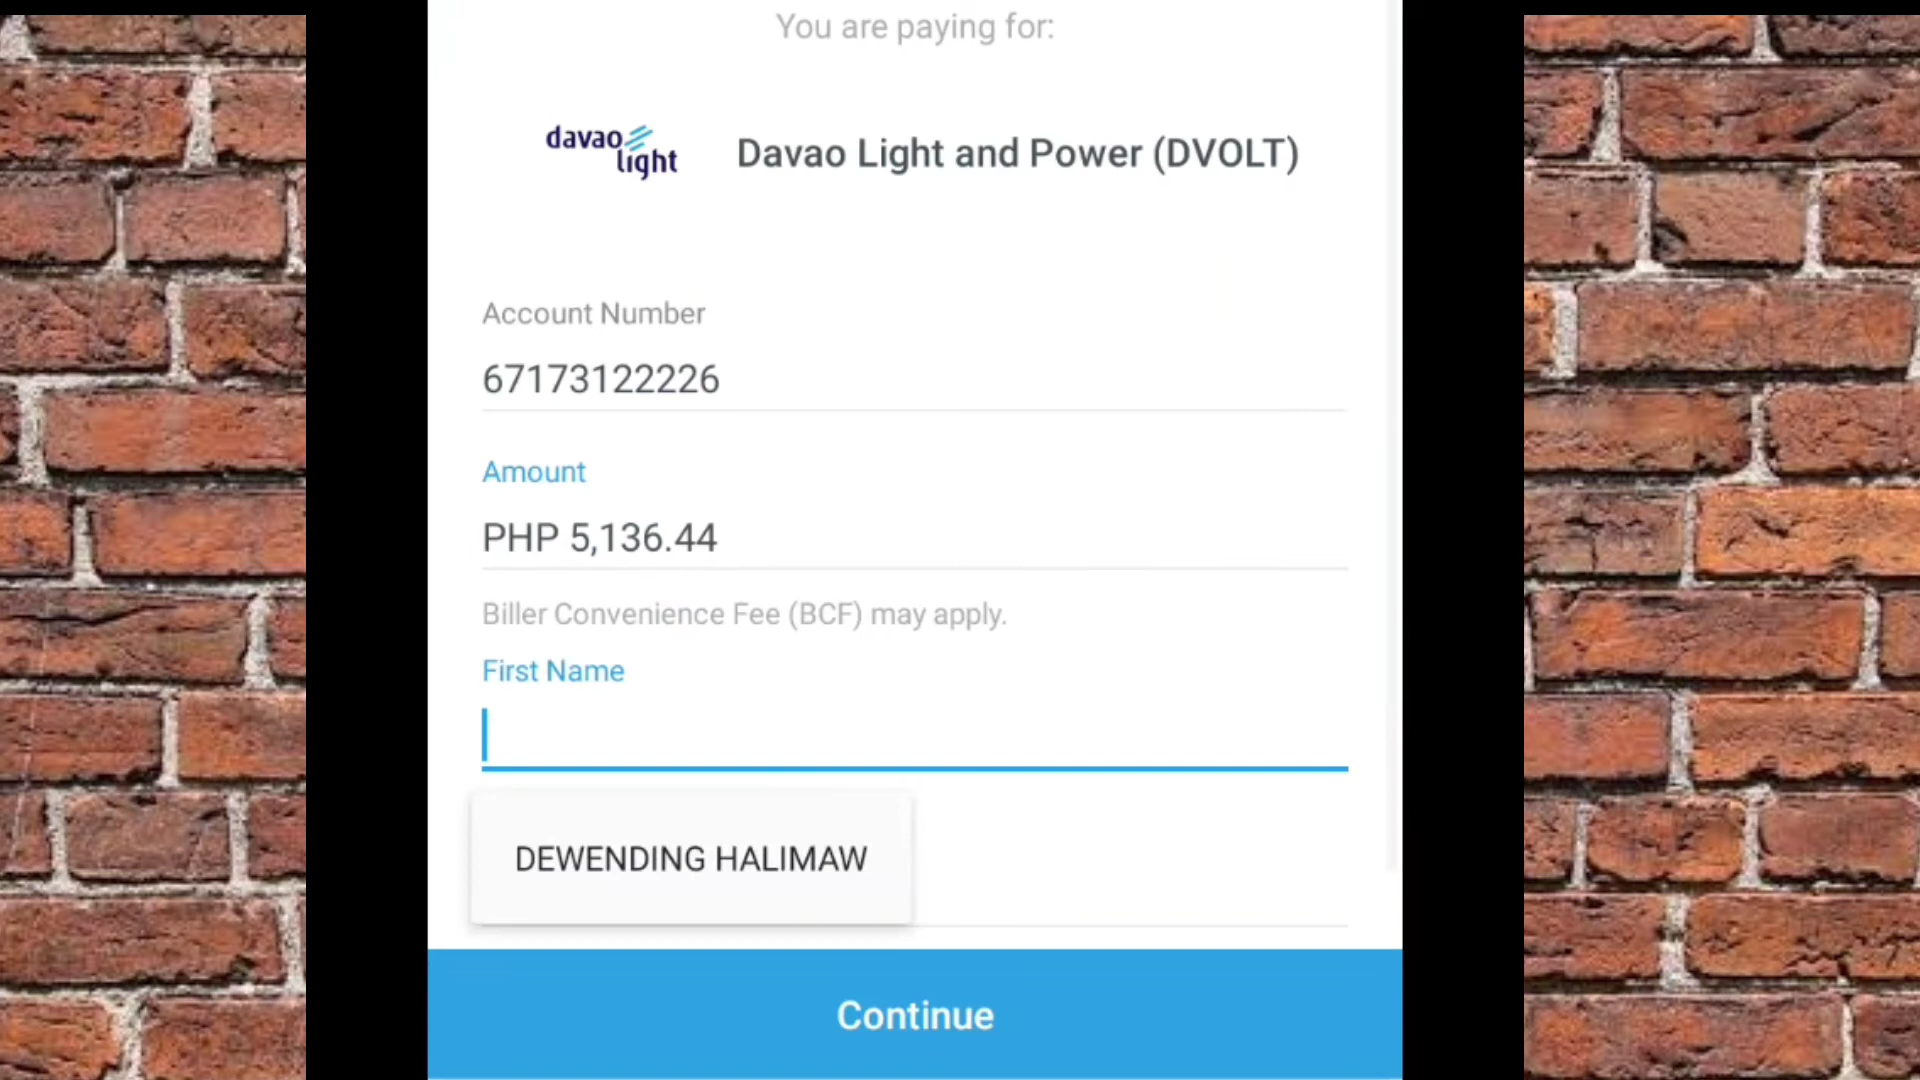 You are paying for:
davao light
Davao Light and Power (DVOLT)
Account Number
67173122226
Amount
PHP 5,136.44
Biller Convenience Fee (BCF) may apply.
First Name
DEWENDING HALIMAW
Continue